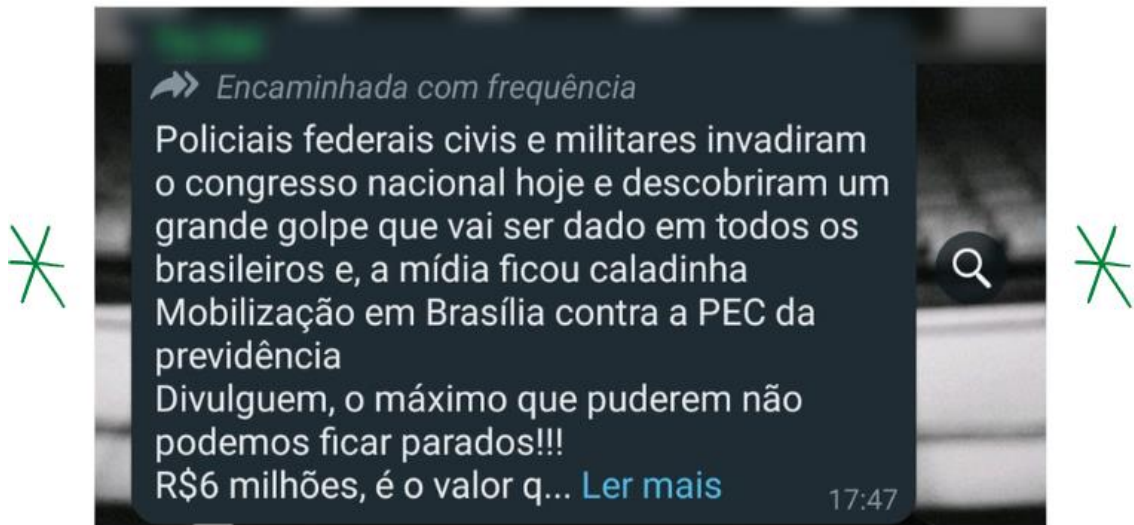 Encaminhada com frequência
Policiais federais civis e militares invadiram
o congresso nacional hoje e descobriram um
grande golpe que vai ser dado em todos os
brasileiros e, a mídia ficou caladinha
Mobilização em Brasília contra a PEC da
previdência
Divulguem, o máximo que puderem não
podemos ficar parados!!!
R$6 milhões, é o valor q... Ler mais
17:47